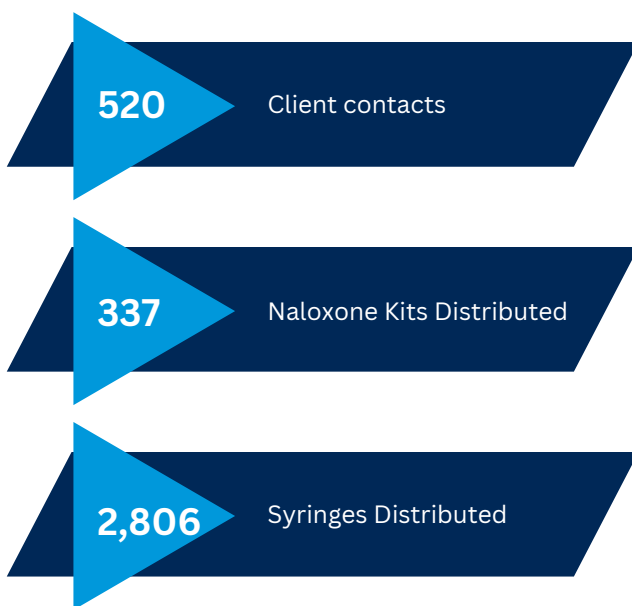 520 Client contacts
337 Naloxone Kits Distributed
2,806 Syringes Distributed